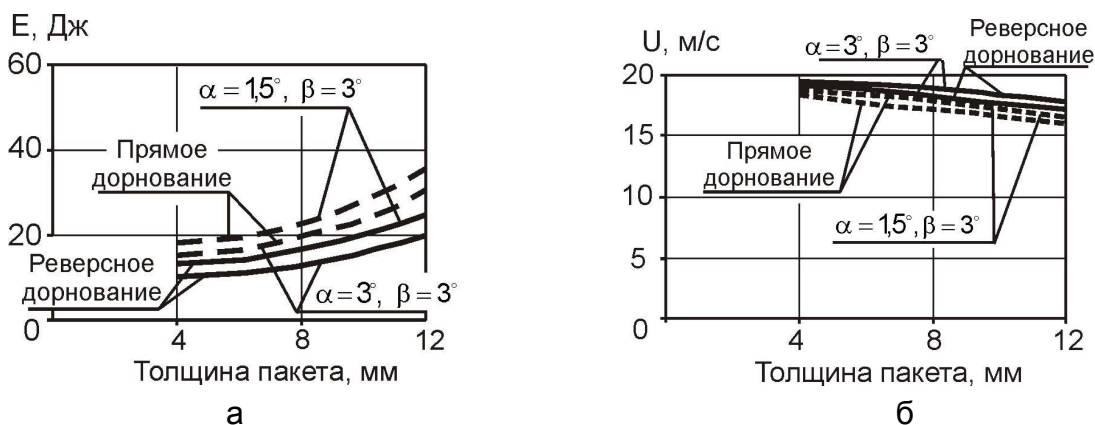 E, Дж
60
40
20
0
α = 1,5°, β = 3°
Прямое
дорнование
Реверсное
дорнование
α = 3°, β = 3°
4
8
12
Толщина пакета, мм
а
U, м/с
20
15
10
5
0
α = 3°, β = 3°
Реверсное
дорнование
Прямое
дорнование
α = 1,5°, β = 3°
4
8
12
Толщина пакета, мм
б